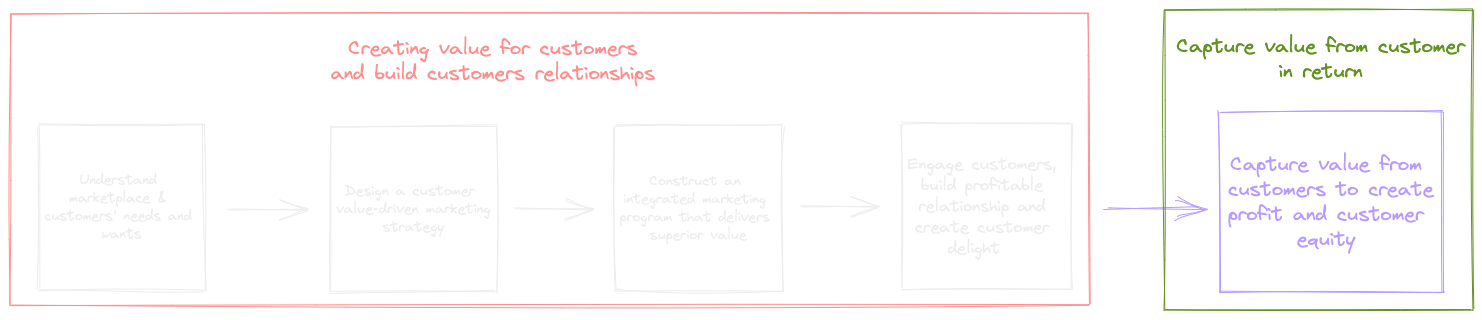 Creating value for customers
and build customers relationships
Understand
marketplace &
customers' needs and
wants
Design a customer
value-driven marketing
strategy
Construct an
integrated marketing
program that delivers
superior value
Engage customers,
build profitable
relationship and
create customer
delight
Capture value from customer
in return
Capture value from
customers to create
profit and customer
equity